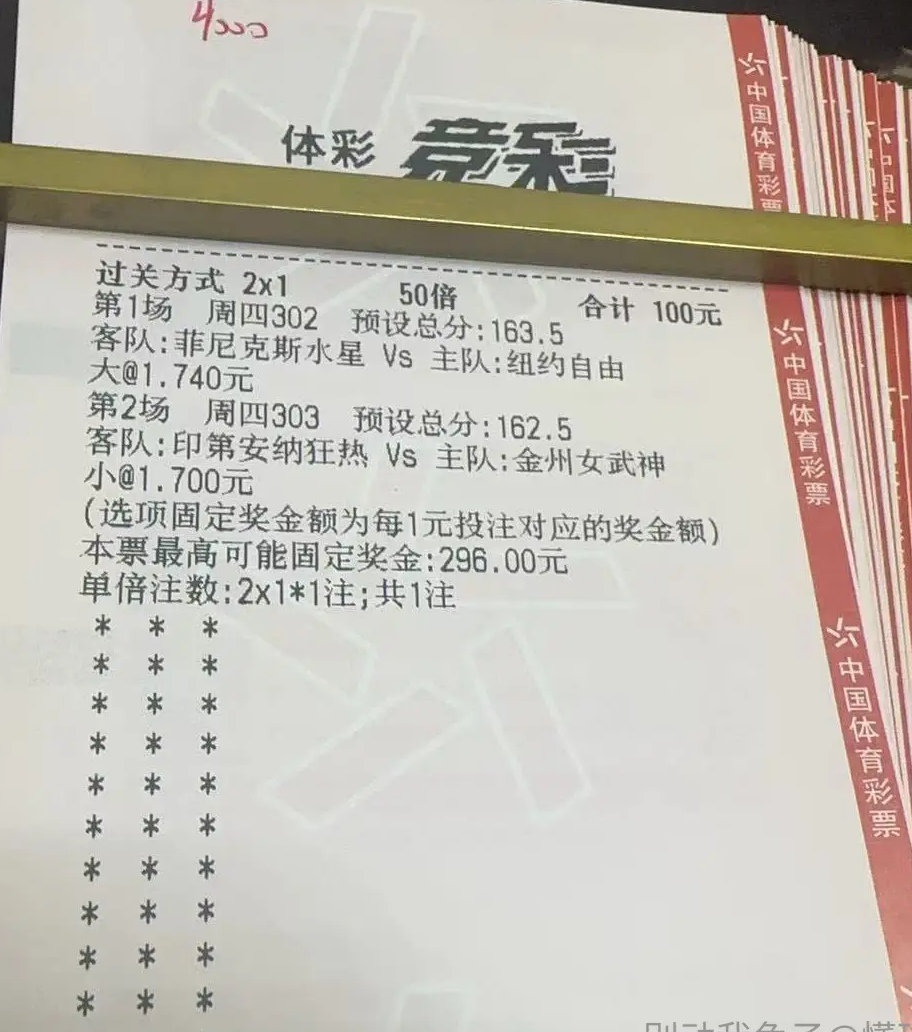 4000
体彩 竞彩
过关方式 2x1 50倍 合计 100元
第1场 周四302 预设总分:163.5
客队:菲尼克斯水星 Vs 主队:纽约自由
大@1.740元
第2场 周四303 预设总分:162.5
客队:印第安纳狂热 Vs 主队:金州女武神
小@1.700元
(选项固定奖金额为每1元投注对应的奖金额)
本票最高可能固定奖金:296.00元
单倍注数:2x1*1注;共1注
* * *
* * *
* * *
* * *
* * *
* * *
* * *
* * *
* * *
* * *
中国体育彩票
中国体育彩票
中国体育彩票